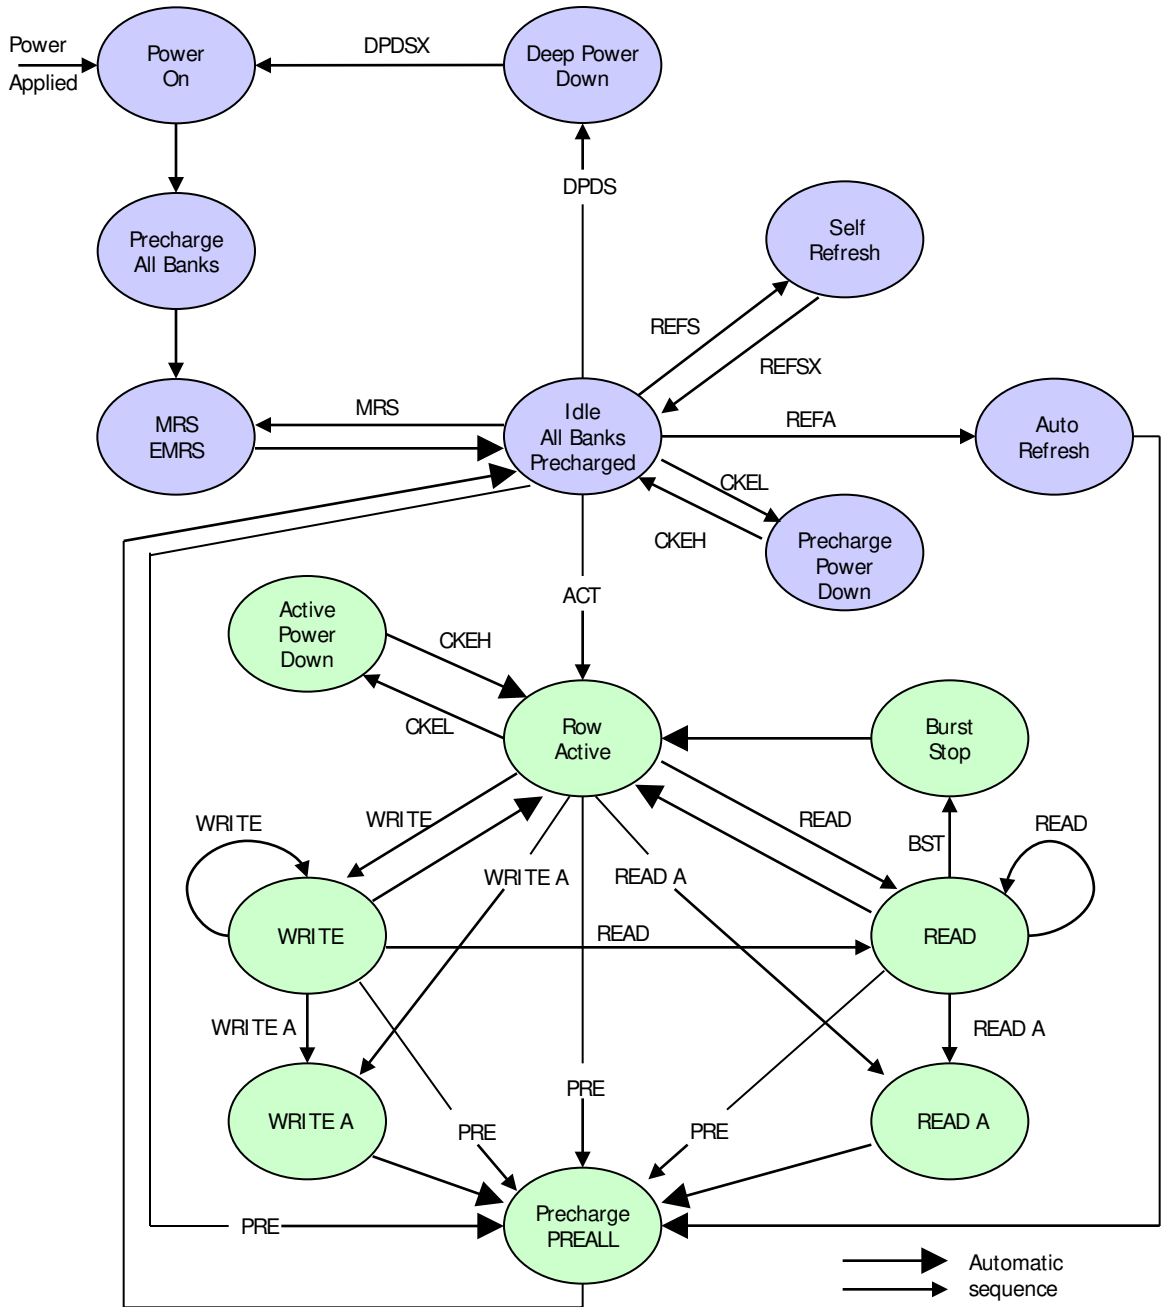 Power
Applied
Power
On
DPDSX
Deep Power
Down
DPDS
Precharge
All Banks
Self
Refresh
REFS
REFSX
MRS
EMRS
MRS
Idle
All Banks
Precharged
REFA
Auto
Refresh
CKEL
CKEH
Precharge
Power
Down
ACT
Active
Power
Down
CKEH
CKEL
Row
Active
Burst
Stop
WRITE
WRITE
READ
BST
READ
WRITE A
READ A
WRITE
READ
READ
WRITE A
READ A
WRITE A
PRE
PRE
PRE
READ A
PRE
Precharge
PREALL
Automatic
sequence